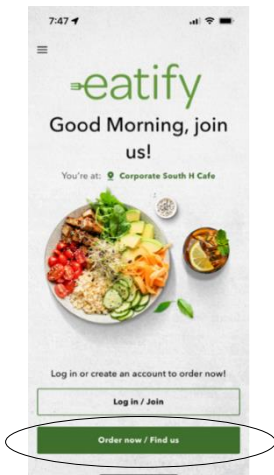 7:47
eatify
Good Morning, join
us!
You're at: Corporate South H Cafe
Log in or create an account to order now!
Log in / Join
Order now / Find us